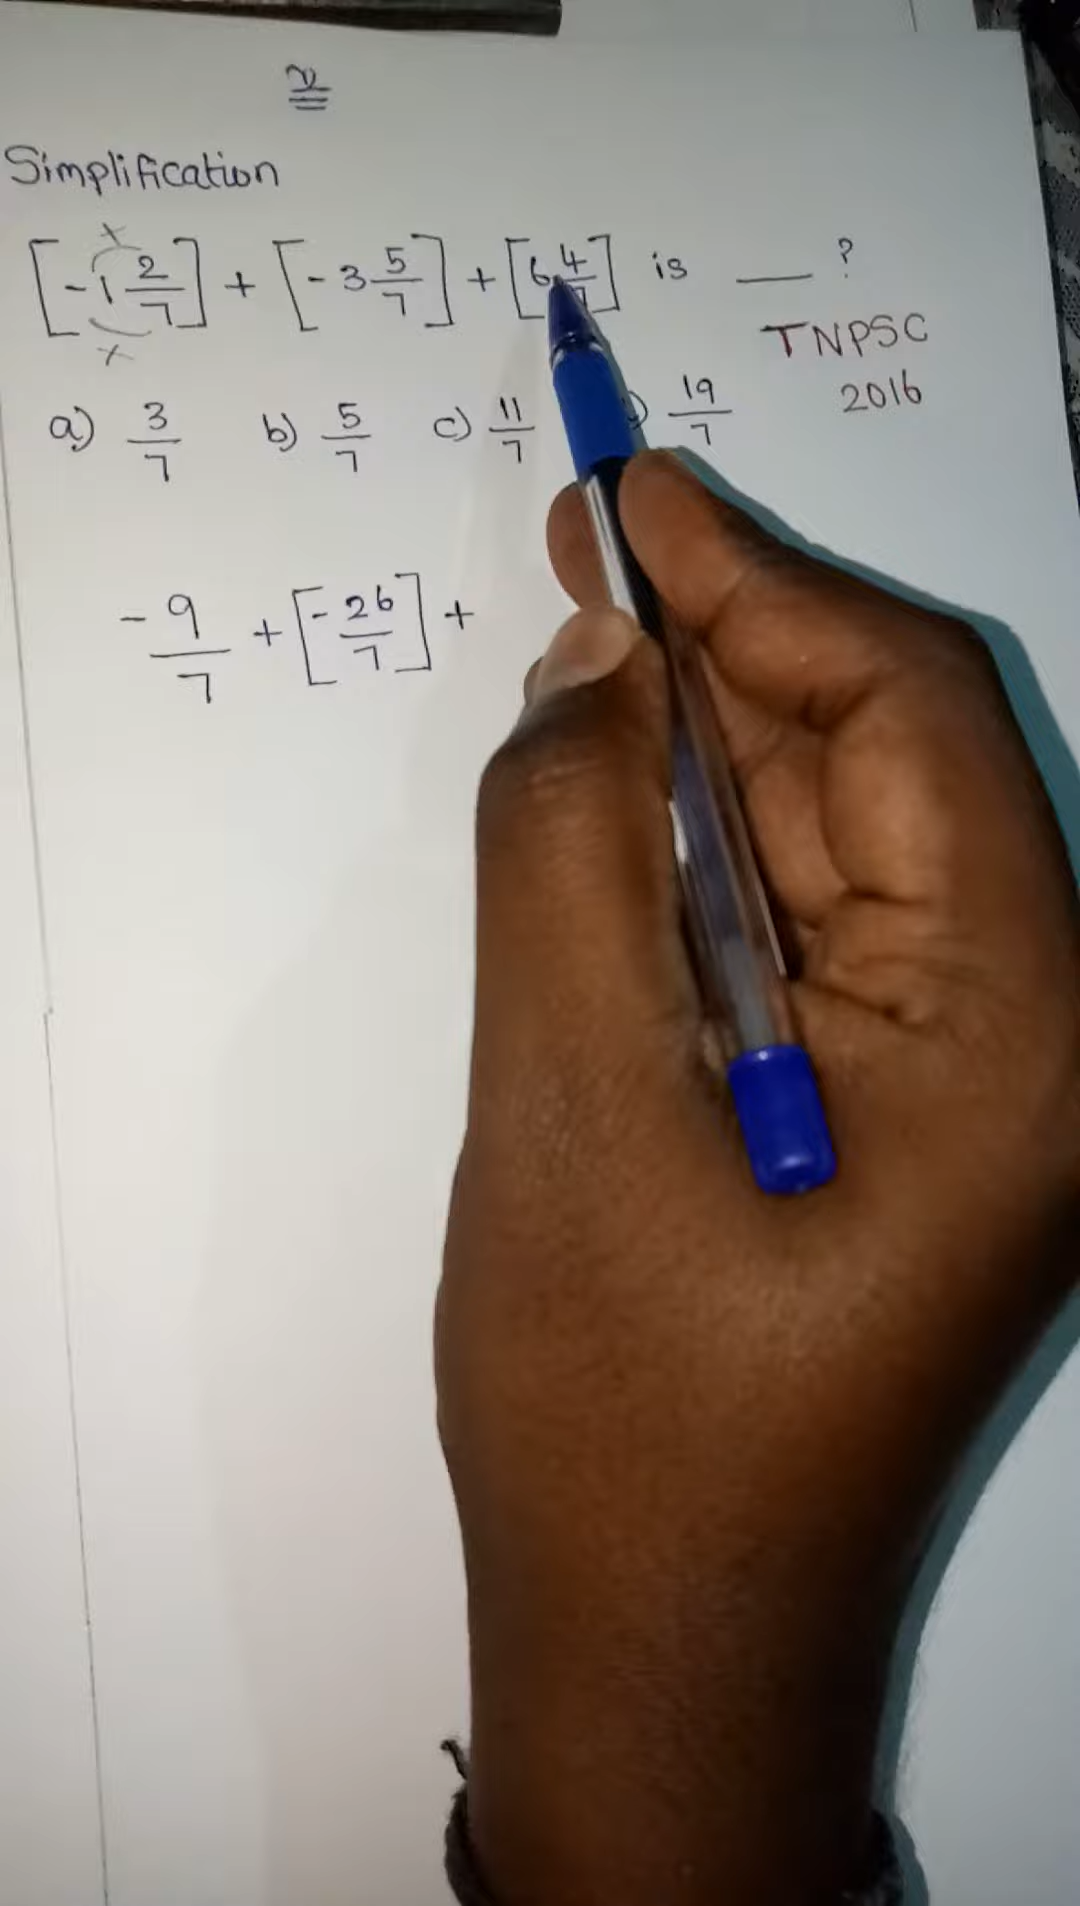 Simplification
[-1 2/7] + [-3 5/7] + [6 4/7] is ___ ?
TNPSC
2016
a) 3/7 b) 5/7 c) 11/7 ) 19/7
-9/7 + [-26/7] +